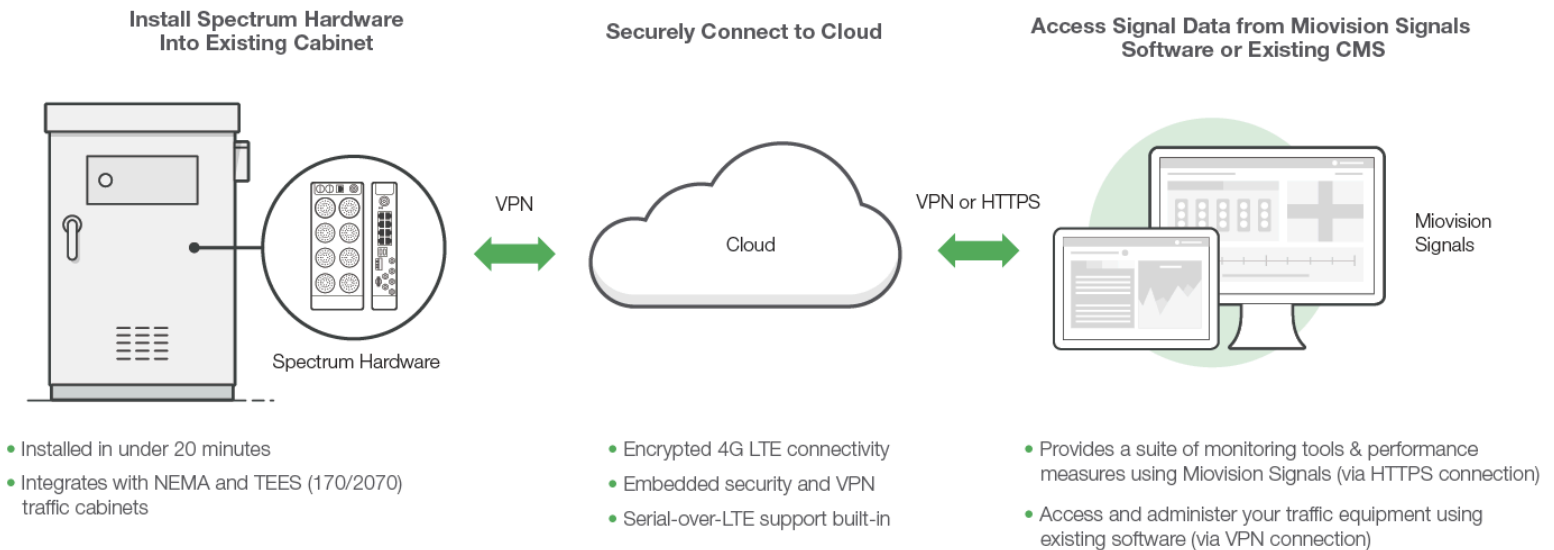 Install Spectrum Hardware
Into Existing Cabinet
Spectrum Hardware
• Installed in under 20 minutes
• Integrates with NEMA and TEES (170/2070)
traffic cabinets
VPN
Securely Connect to Cloud
Cloud
• Encrypted 4G LTE connectivity
• Embedded security and VPN
• Serial-over-LTE support built-in
VPN or HTTPS
Access Signal Data from Miovision Signals
Software or Existing CMS
Miovision
Signals
• Provides a suite of monitoring tools & performance
measures using Miovision Signals (via HTTPS connection)
• Access and administer your traffic equipment using
existing software (via VPN connection)